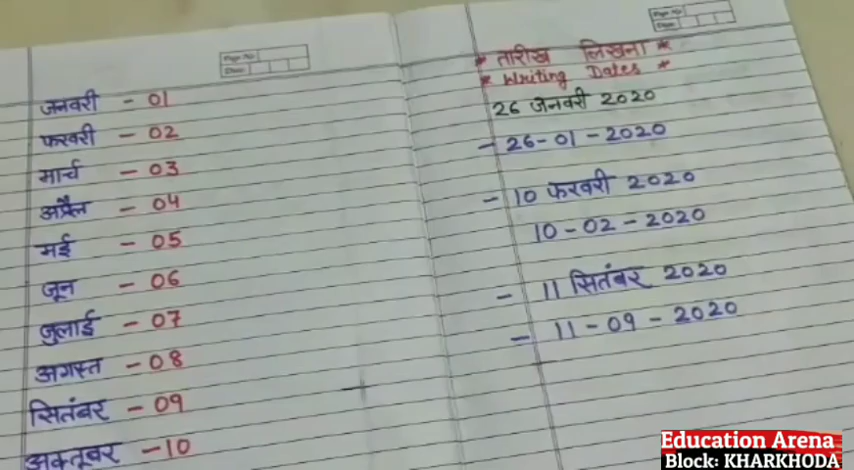 Page No.
Date:
जनवरी - 01
फरवरी - 02
मार्च - 03
अप्रैल - 04
मई - 05
जून - 06
जुलाई - 07
अगस्त - 08
सितंबर - 09
अक्तूबर - 10
Page No.
Date:
* तारीख लिखना *
* Writing Dates *
26 जनवरी 2020
- 26-01-2020
- 10 फरवरी 2020
10-02-2020
- 11 सितंबर 2020
- 11-09-2020
Education Arena
Block: KHARKHODA